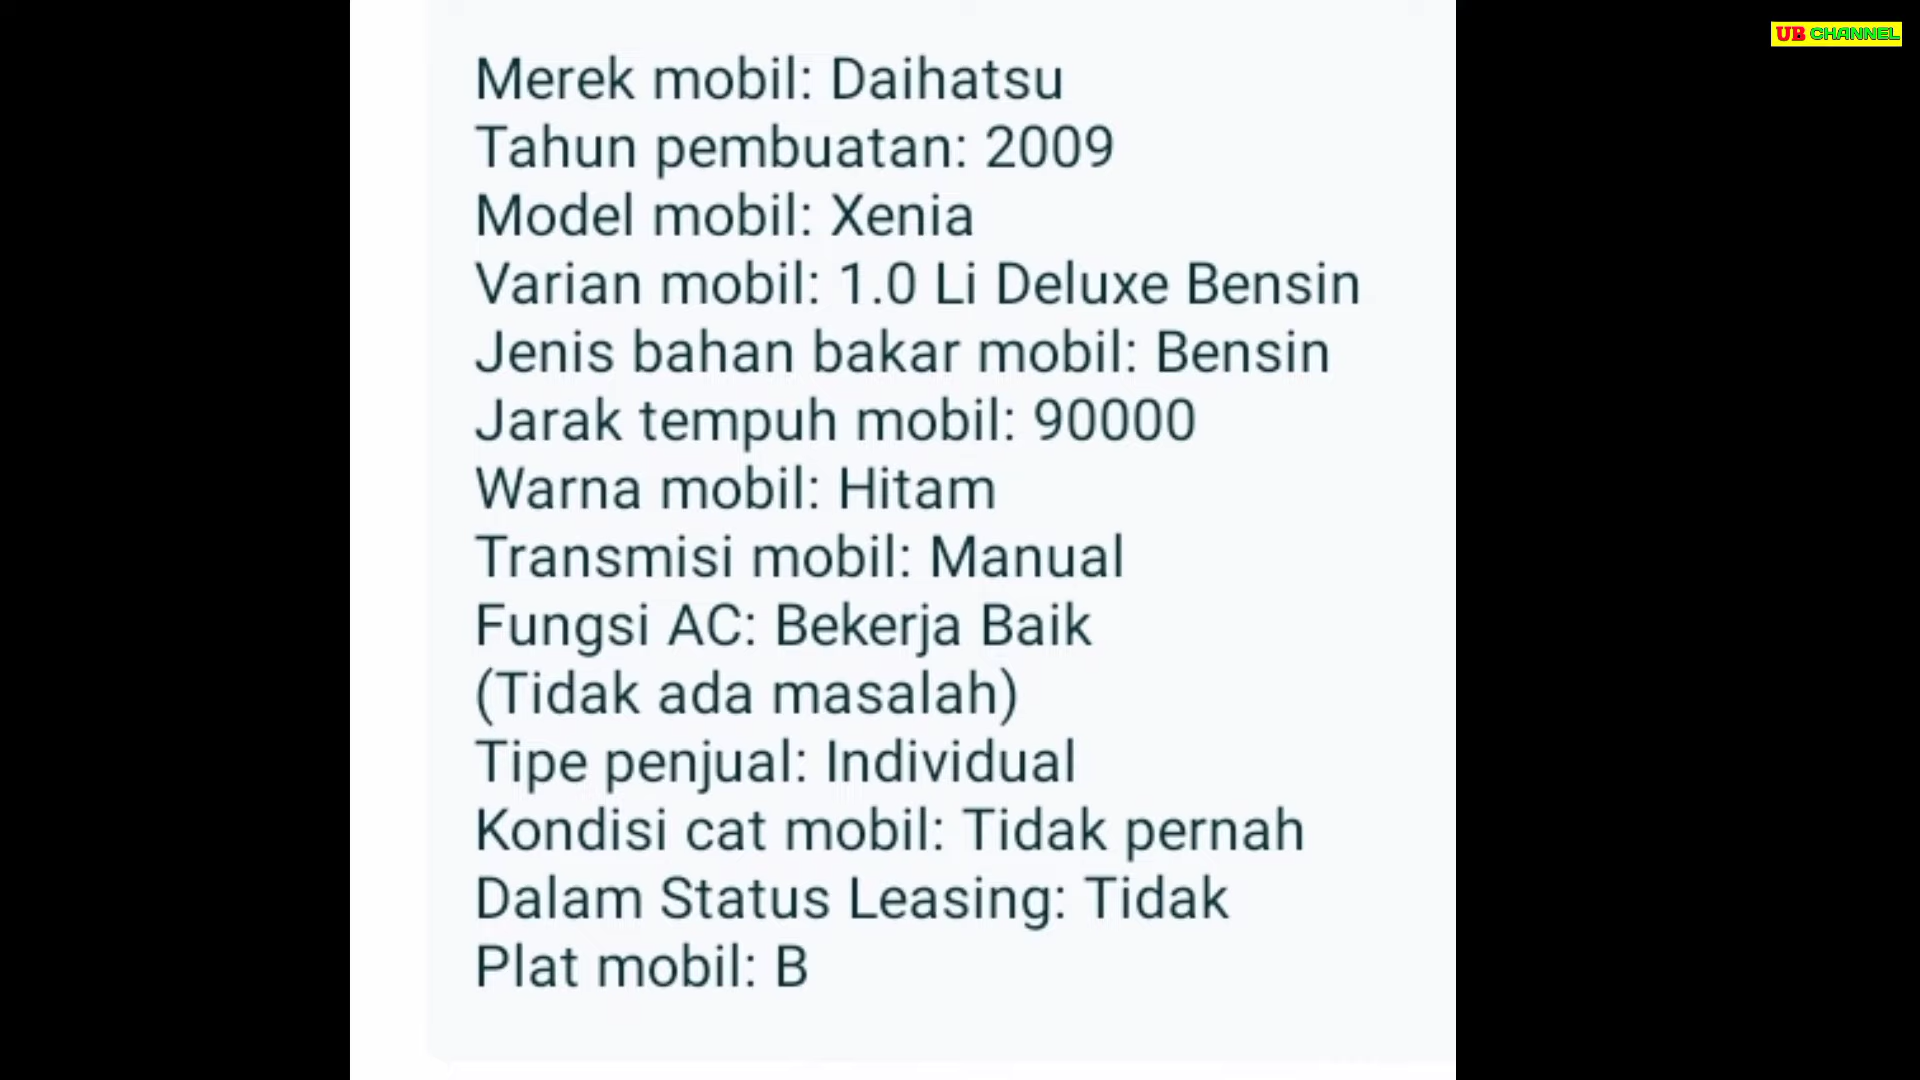 UB CHANNEL
Merek mobil: Daihatsu
Tahun pembuatan: 2009
Model mobil: Xenia
Varian mobil: 1.0 Li Deluxe Bensin
Jenis bahan bakar mobil: Bensin
Jarak tempuh mobil: 90000
Warna mobil: Hitam
Transmisi mobil: Manual
Fungsi AC: Bekerja Baik
(Tidak ada masalah)
Tipe penjual: Individual
Kondisi cat mobil: Tidak pernah
Dalam Status Leasing: Tidak
Plat mobil: B